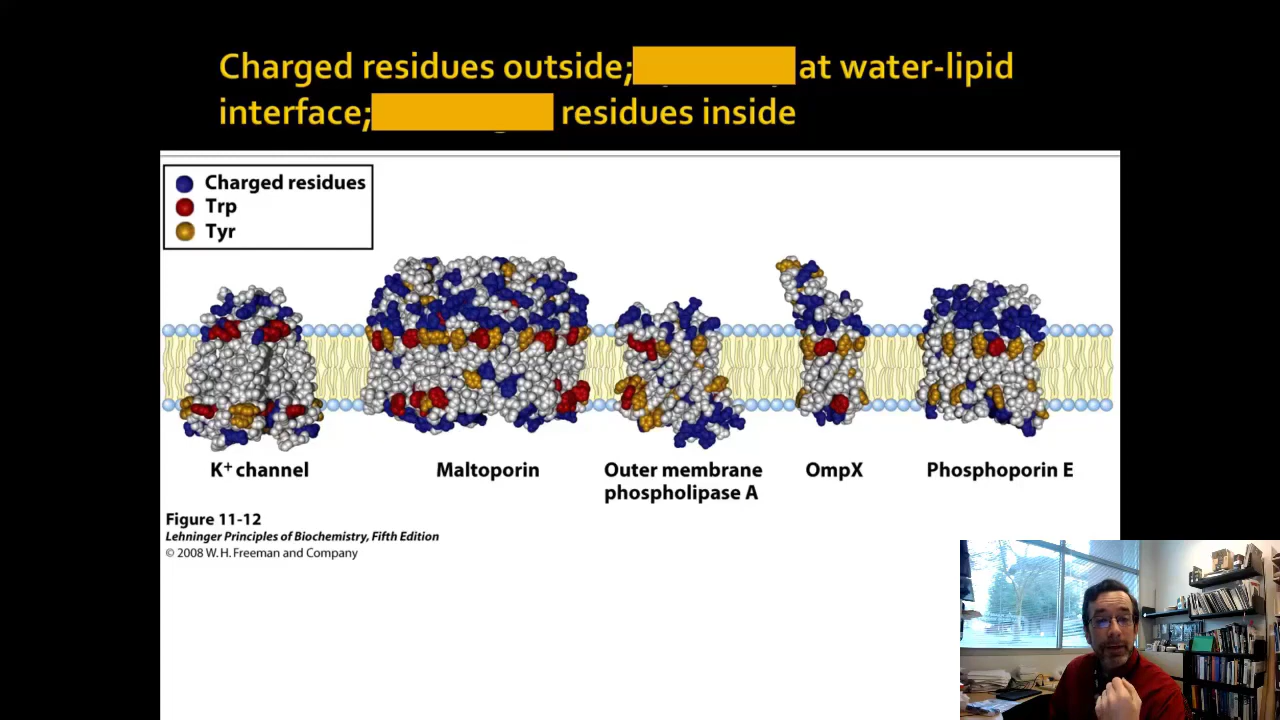 Charged residues outside; at water-lipid
interface; residues inside
Charged residues
Trp
Tyr
K⁺ channel
Maltoporin
Outer membrane
phospholipase A
OmpX
Phosphoporin E
Figure 11-12
Lehninger Principles of Biochemistry, Fifth Edition
© 2008 W. H. Freeman and Company